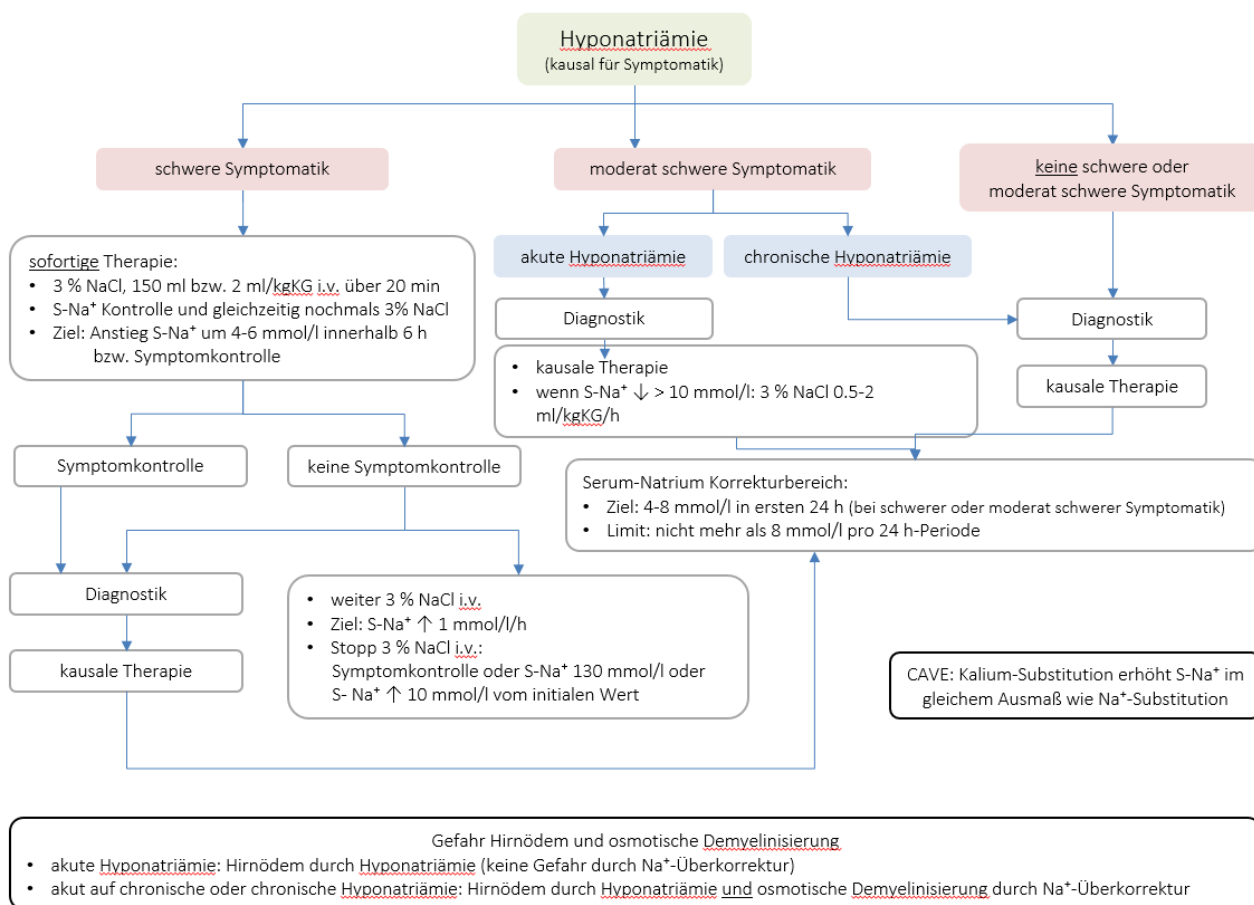 Hyponatriämie
(kausal für Symptomatik)
schwere Symptomatik
moderat schwere Symptomatik
keine schwere oder
moderat schwere Symptomatik
sofortige Therapie:
• 3 % NaCl, 150 ml bzw. 2 ml/kgKG i.v. über 20 min
• S-Na⁺ Kontrolle und gleichzeitig nochmals 3% NaCl
• Ziel: Anstieg S-Na⁺ um 4-6 mmol/l innerhalb 6 h
bzw. Symptomkontrolle
akute Hyponatriämie
chronische Hyponatriämie
Diagnostik
Diagnostik
• kausale Therapie
• wenn S-Na⁺ ↓ > 10 mmol/l: 3 % NaCl 0.5-2
ml/kgKG/h
kausale Therapie
Symptomkontrolle
keine Symptomkontrolle
Serum-Natrium Korrekturbereich:
• Ziel: 4-8 mmol/l in ersten 24 h (bei schwerer oder moderat schwerer Symptomatik)
• Limit: nicht mehr als 8 mmol/l pro 24 h-Periode
Diagnostik
kausale Therapie
• weiter 3 % NaCl i.v.
• Ziel: S-Na⁺ ↑ 1 mmol/l/h
• Stopp 3 % NaCl i.v.:
Symptomkontrolle oder S-Na⁺ 130 mmol/l oder
S- Na⁺ ↑ 10 mmol/l vom initialen Wert
CAVE: Kalium-Substitution erhöht S-Na⁺ im
gleichem Ausmaß wie Na⁺-Substitution
Gefahr Hirnödem und osmotische Demyelinisierung
• akute Hyponatriämie: Hirnödem durch Hyponatriämie (keine Gefahr durch Na⁺-Überkorrektur)
• akut auf chronische oder chronische Hyponatriämie: Hirnödem durch Hyponatriämie und osmotische Demyelinisierung durch Na⁺-Überkorrektur